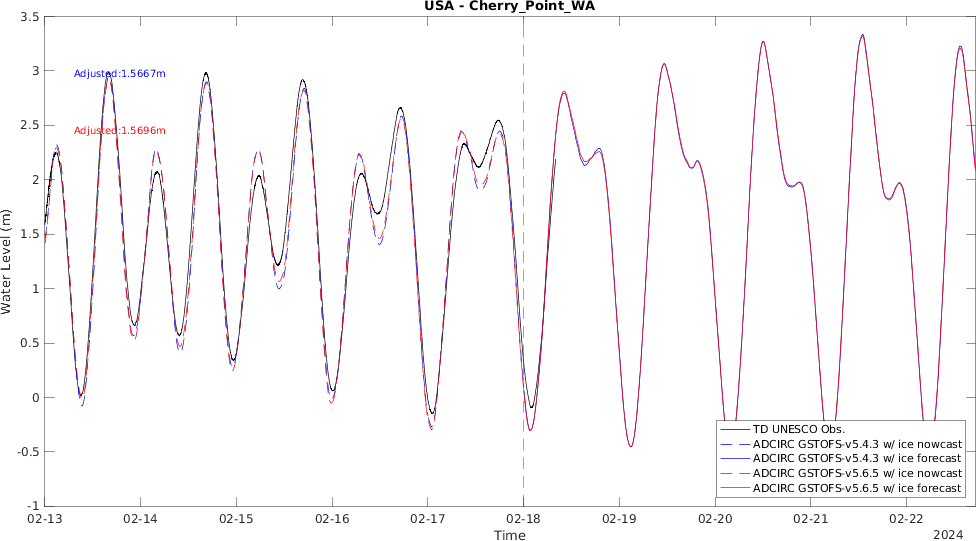 USA - Cherry_Point_WA
3.5
3
2.5
2
1.5
1
0.5
0
-0.5
-1
Water Level (m)
Adjusted:1.5667m
Adjusted:1.5696m
TD UNESCO Obs.
ADCIRC GSTOFS-v5.4.3 w/ ice nowcast
ADCIRC GSTOFS-v5.4.3 w/ ice forecast
ADCIRC GSTOFS-v5.6.5 w/ ice nowcast
ADCIRC GSTOFS-v5.6.5 w/ ice forecast
02-13 02-14 02-15 02-16 02-17 02-18 02-19 02-20 02-21 02-22
Time
2024